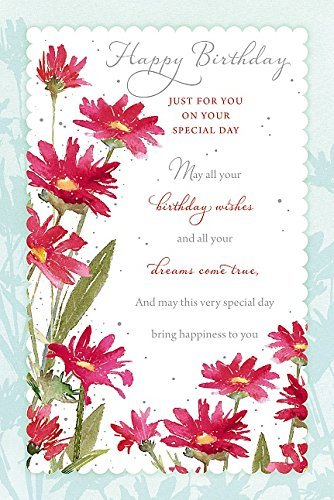 Happy Birthday
JUST FOR YOU
ON YOUR
SPECIAL DAY
May all your
birthday wishes
and all your
dreams come true,
And may this very special day
bring happiness to you